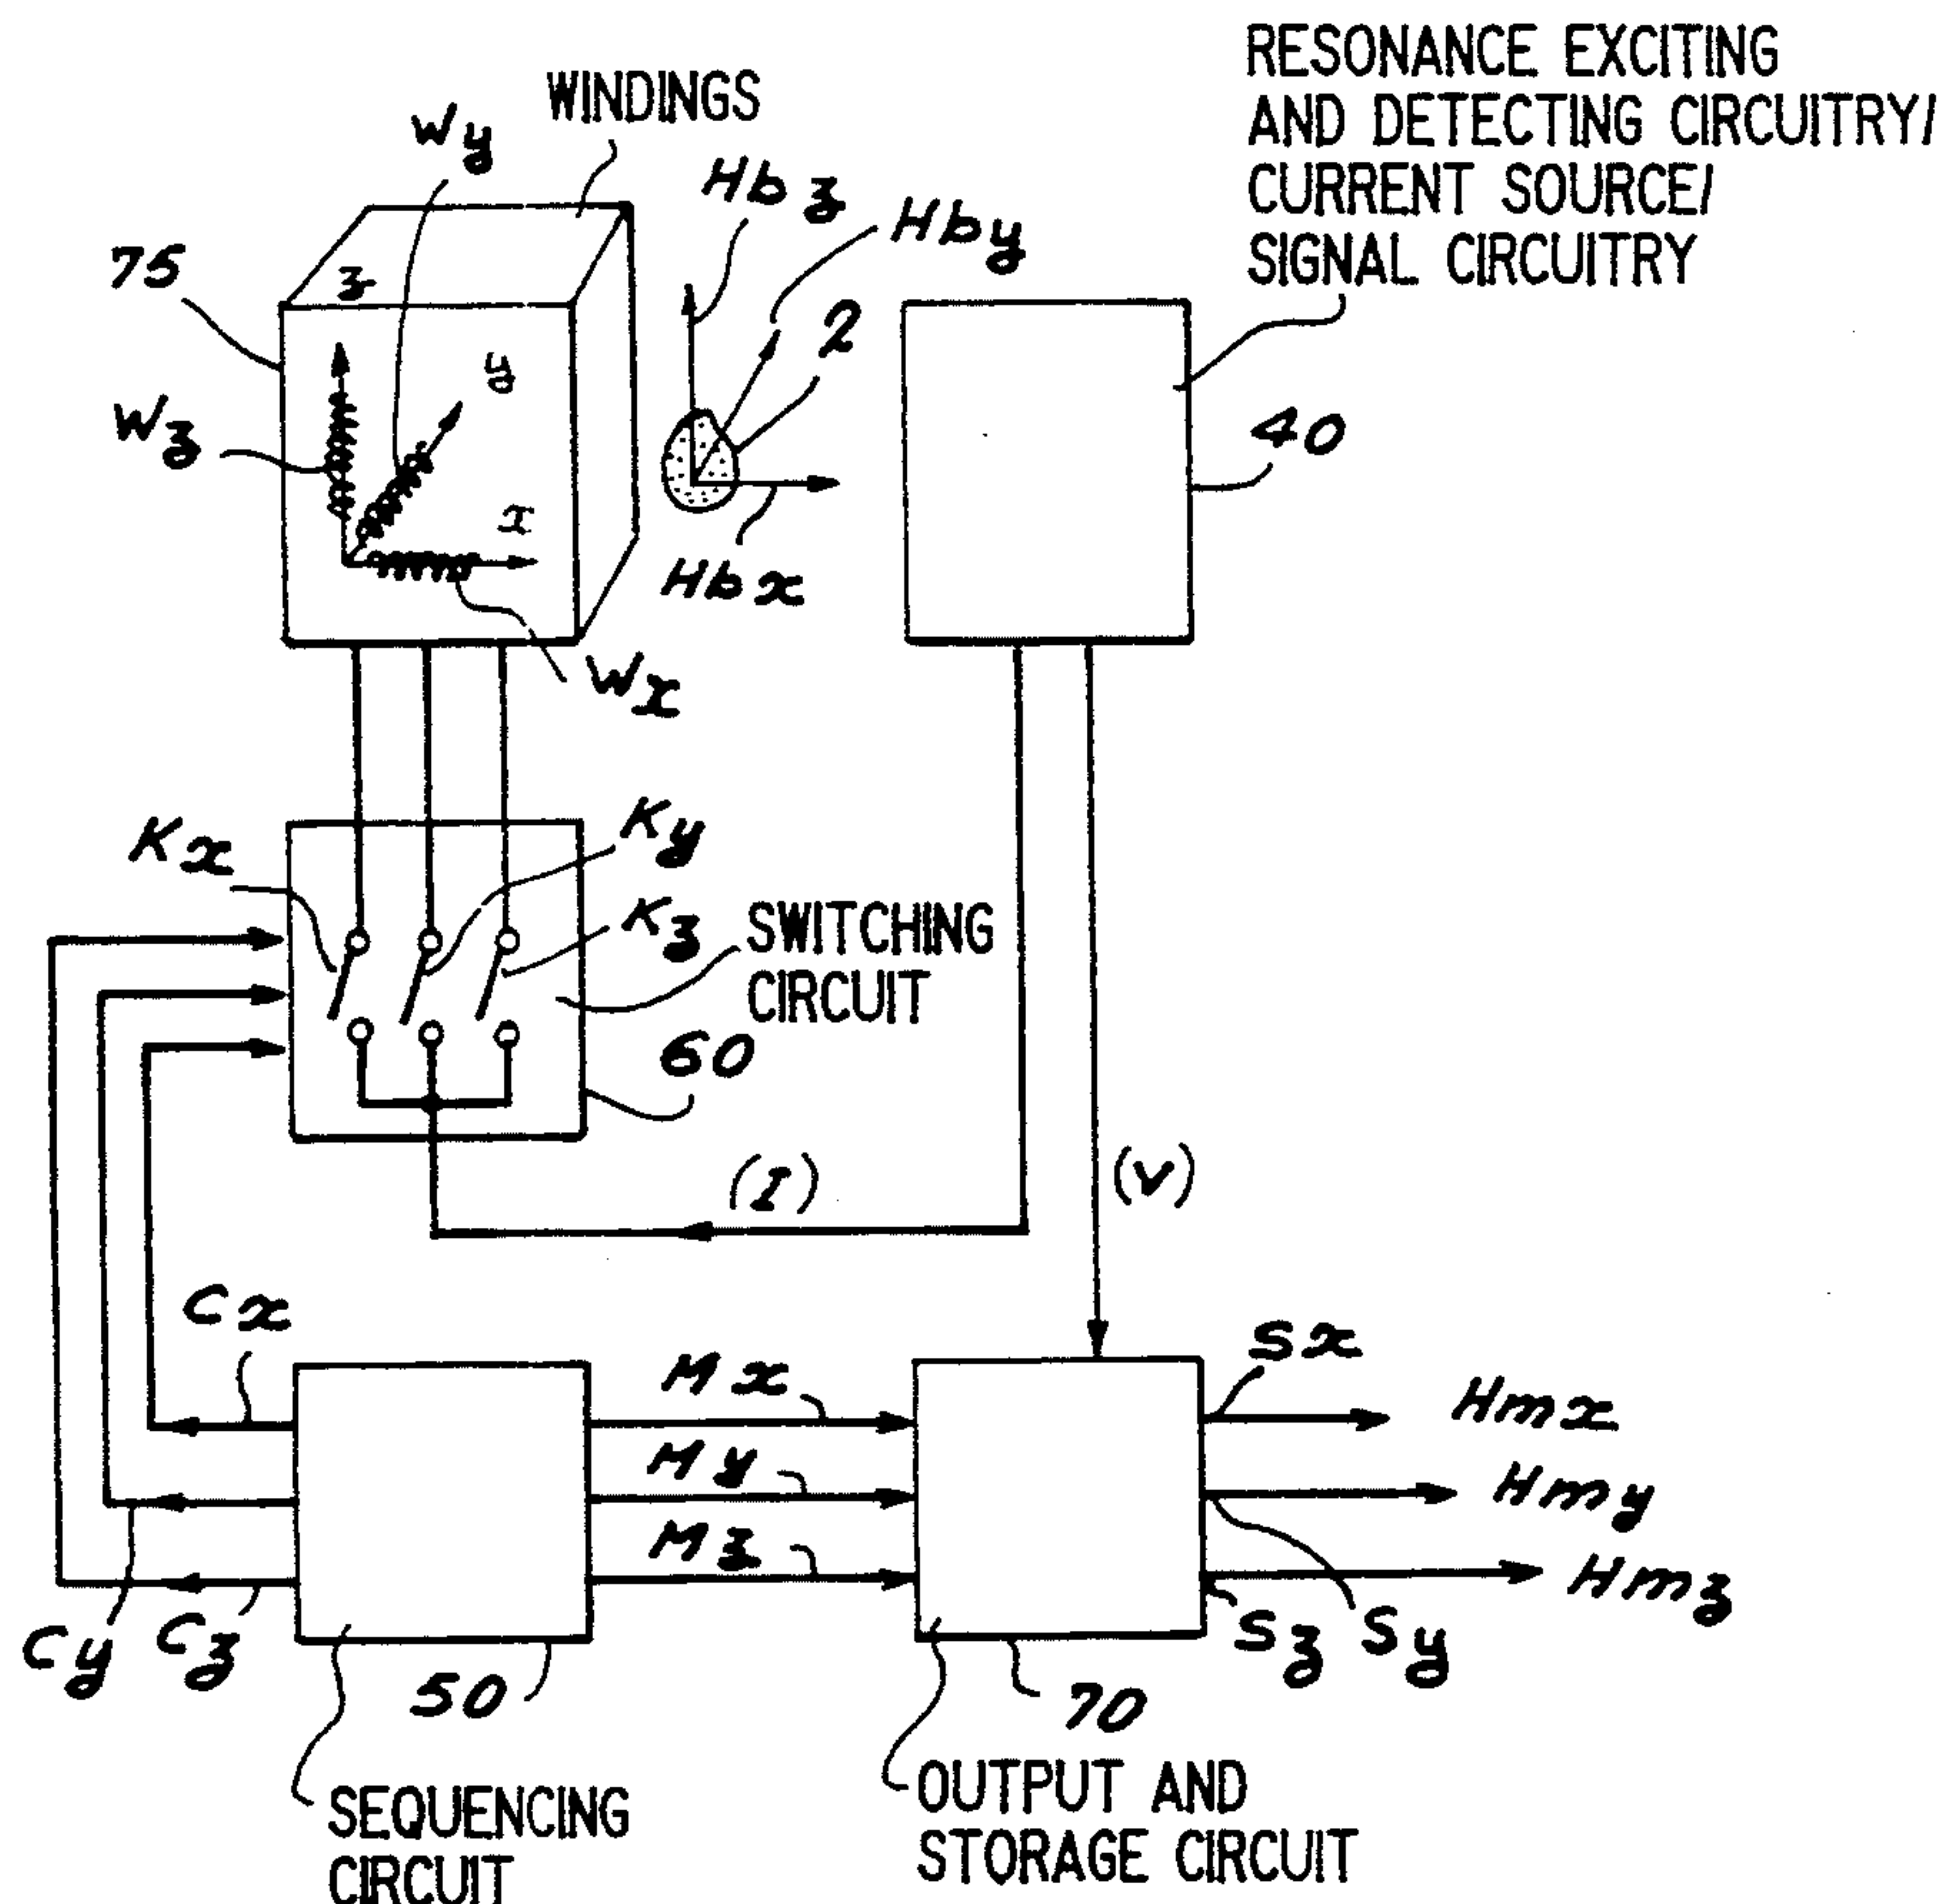 RESONANCE EXCITING
AND DETECTING CIRCUITRY/
CURRENT SOURCE/
SIGNAL CIRCUITRY
WINDINGS
Wy
Hbz
Hby
75
z
2
y
Wz
40
x
Hbx
Wx
Kx
Ky
Kz
SWITCHING
CIRCUIT
60
(I)
(V)
Cx
Mx
Sx
Hmx
My
Hmy
Mz
Hmz
Cy
Cz
Sz
Sy
50
70
SEQUENCING
CIRCUIT
OUTPUT AND
STORAGE CIRCUIT